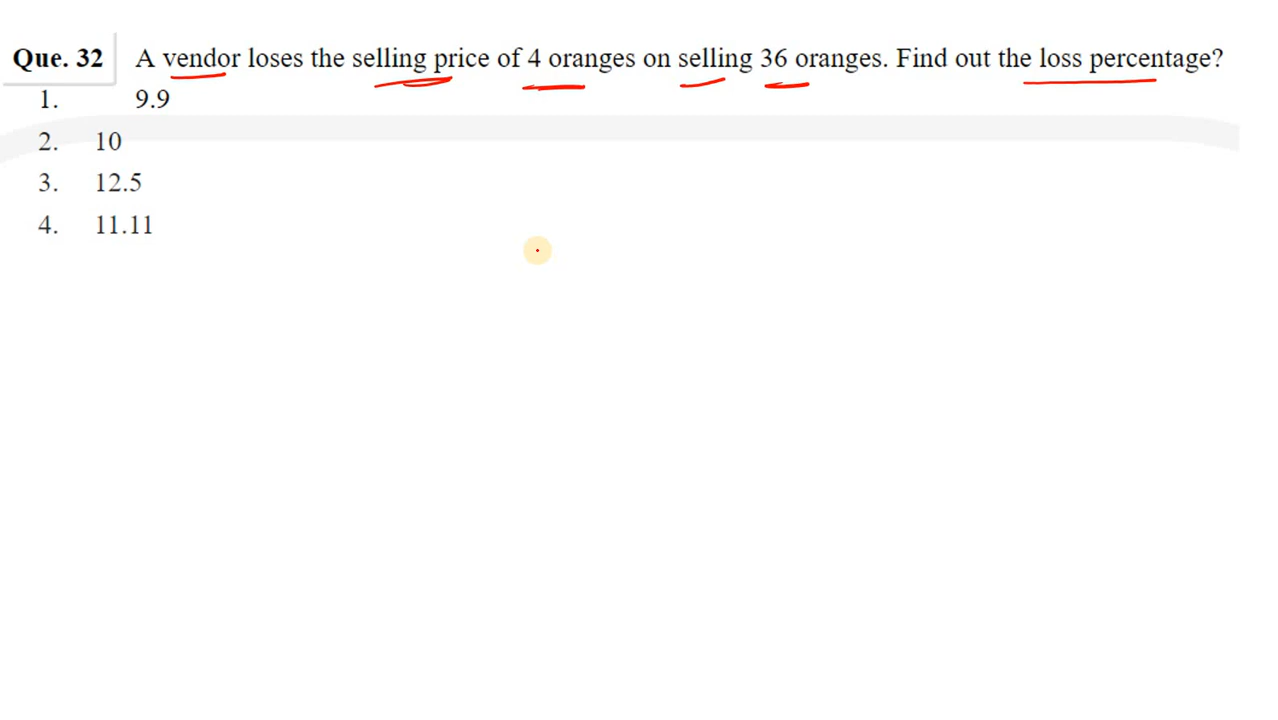 Que. 32 A vendor loses the selling price of 4 oranges on selling 36 oranges. Find out the loss percentage?
1. 9.9
2. 10
3. 12.5
4. 11.11